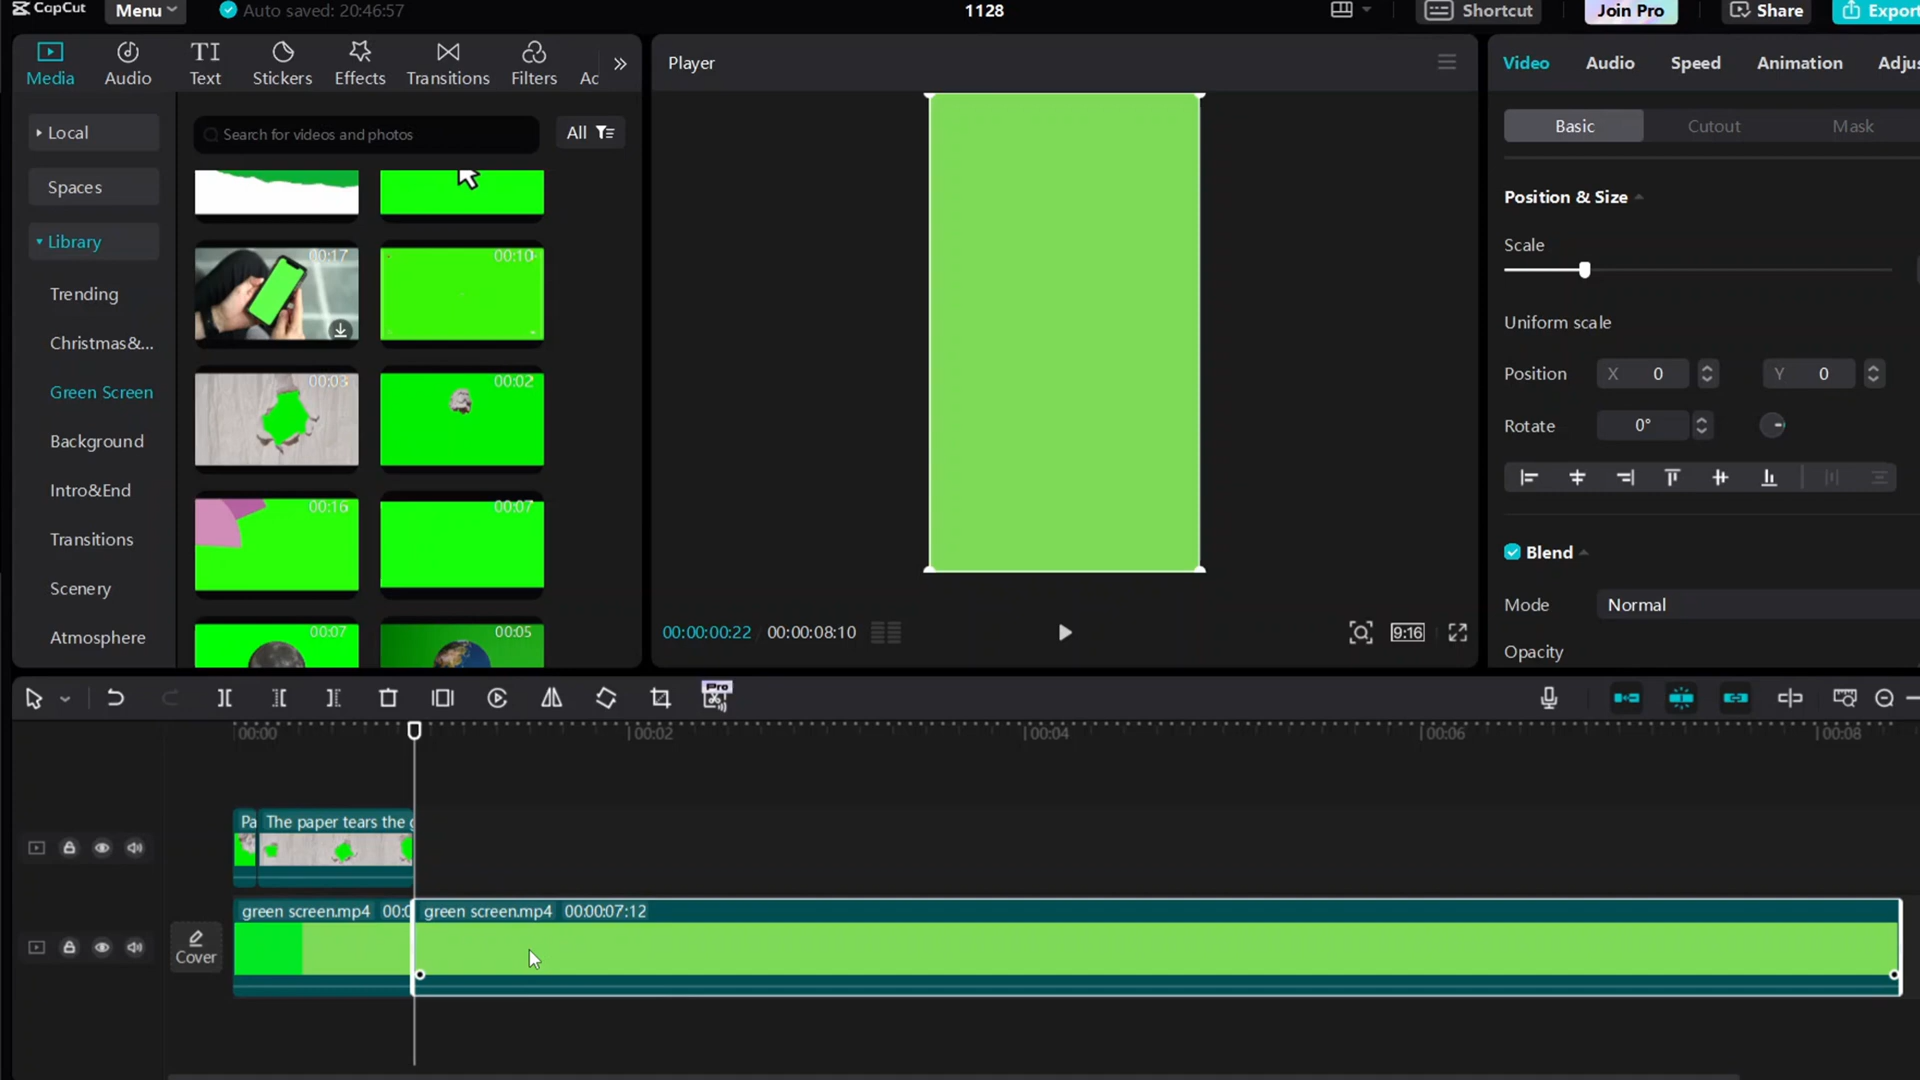 CapCut
Menu
Auto saved: 20:46:57
1128
Shortcut
Join Pro
Share
Export
Media
Audio
TI
Text
Stickers
Effects
Transitions
Filters
Local
Spaces
Library
Trending
Christmas&...
Green Screen
Background
Intro&End
Transitions
Scenery
Atmosphere
Search for videos and photos
All
00:17
00:10
00:03
00:02
00:16
00:07
00:07
00:05
Player
00:00:00:22 / 00:00:08:10
9:16
Video
Audio
Speed
Animation
Basic
Cutout
Mask
Position & Size
Scale
Uniform scale
Position
X 0
Y 0
Rotate
0°
Blend
Mode
Normal
Opacity
Pro
00:00
00:02
00:04
00:06
00:08
The paper tears the
Cover
green screen.mp4
green screen.mp4 00:00:07:12